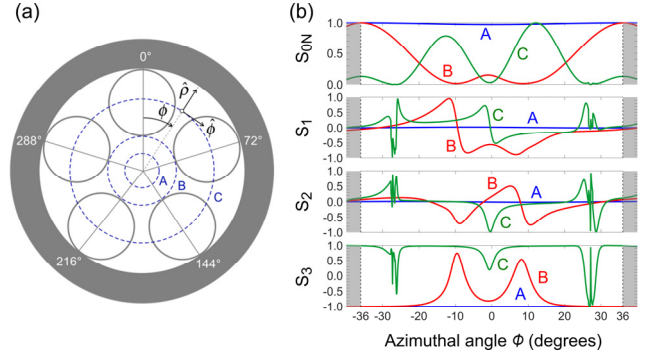 (a)
0°
ρ̂
ϕ
ϕ̂
288°
72°
A
B
C
216°
144°
(b)
S0N
1.0
0.5
0.0
A
B
C
S1
1.0
0.5
0.0
-0.5
-1.0
A
B
C
S2
1.0
0.5
0.0
-0.5
-1.0
B
A
C
S3
1.0
0.5
0.0
-0.5
-1.0
C
B
A
-36 -30 -20 -10 0 10 20 30 36
Azimuthal angle Φ (degrees)